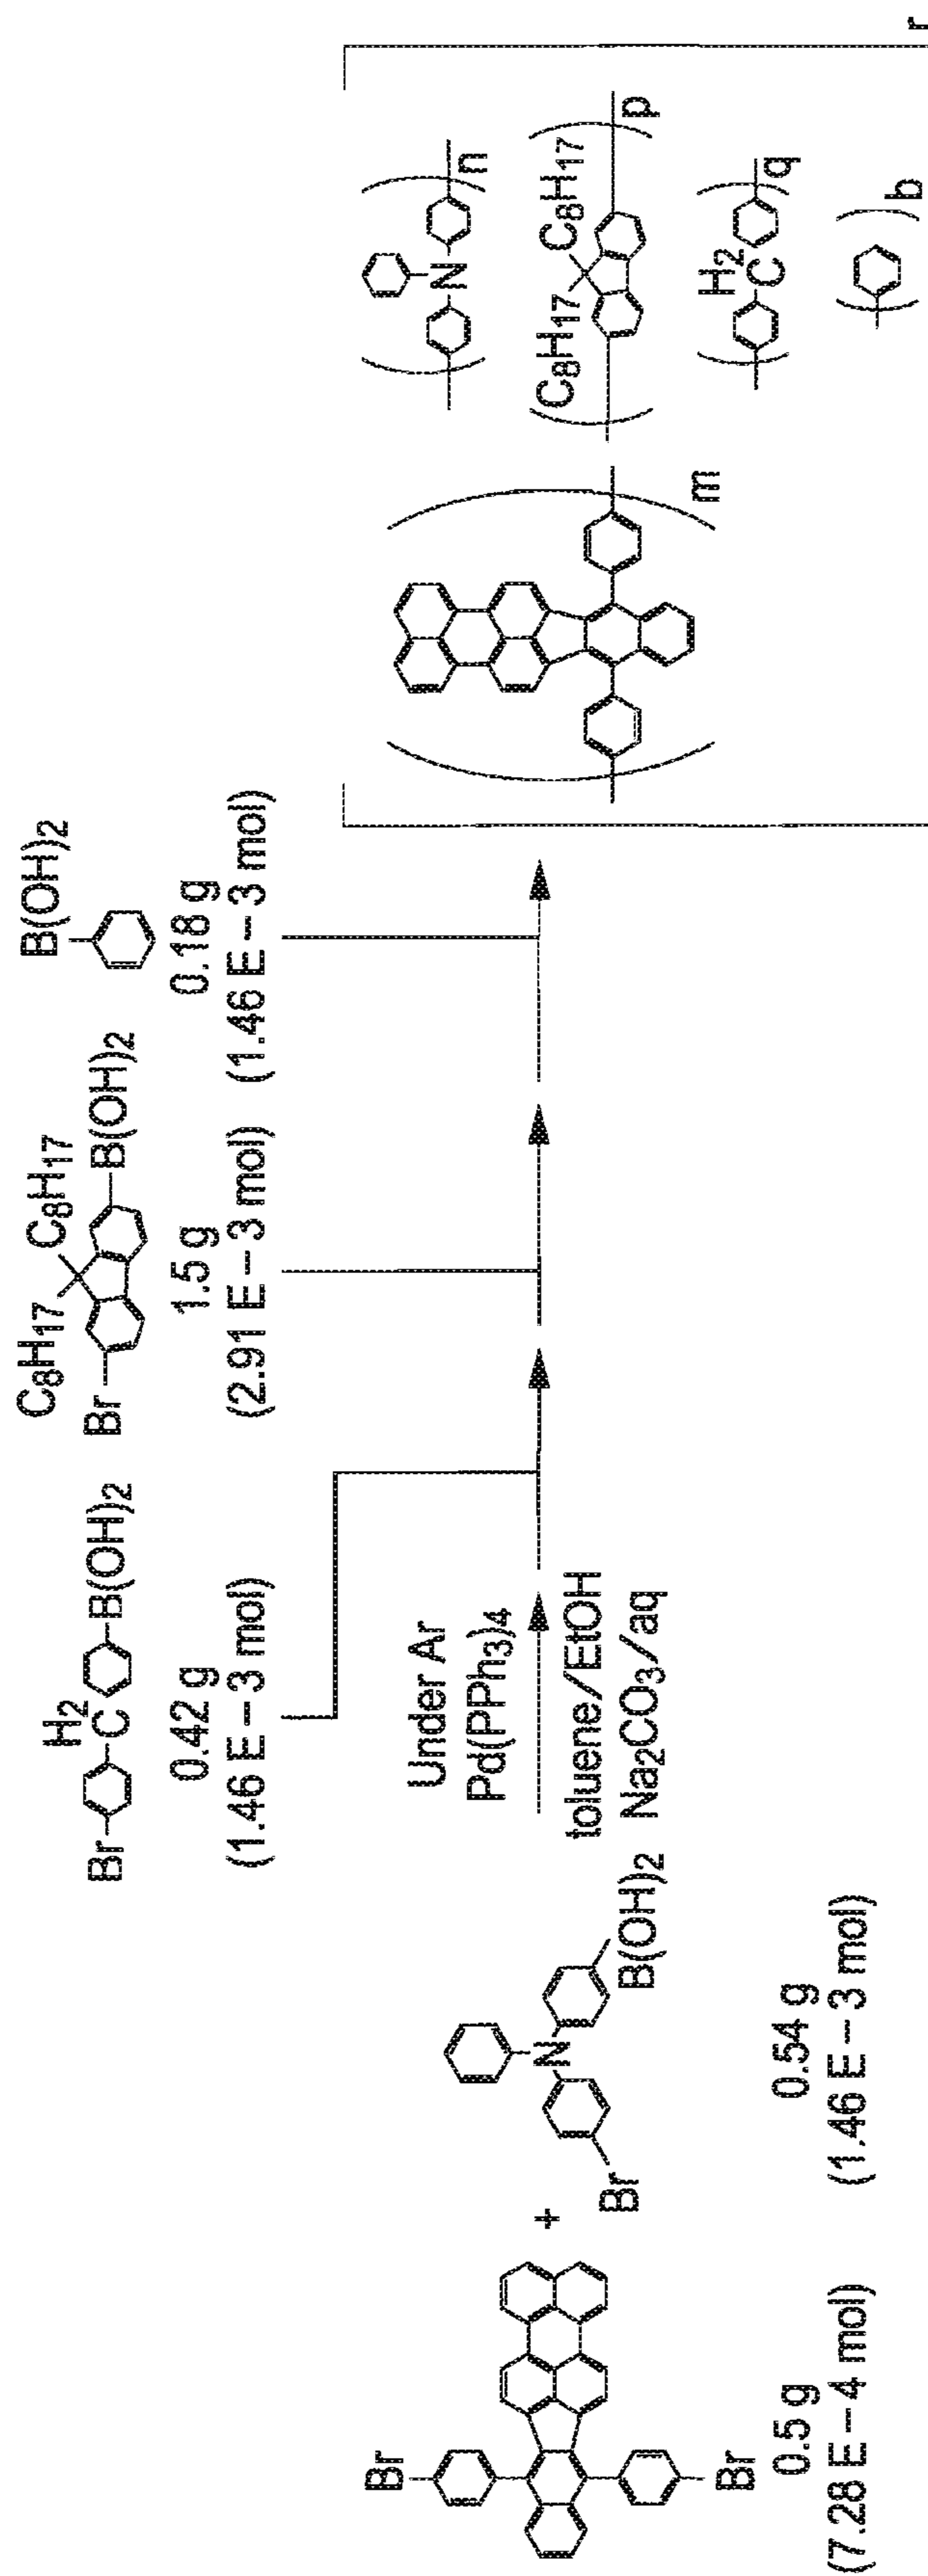 Br
Br
0.5 g
(7.28 E – 4 mol)
+
N
Br
B(OH)2
0.54 g
(1.46 E – 3 mol)
Under Ar
Pd(PPh3)4
toluene/EtOH
Na2CO3/aq
H2
Br C B(OH)2
0.42 g
(1.46 E – 3 mol)
C8H17 C8H17
Br B(OH)2
1.5 g
(2.91 E – 3 mol)
B(OH)2
0.18 g
(1.46 E – 3 mol)
m
N
n
C8H17 C8H17
p
H2
C
q
b
r